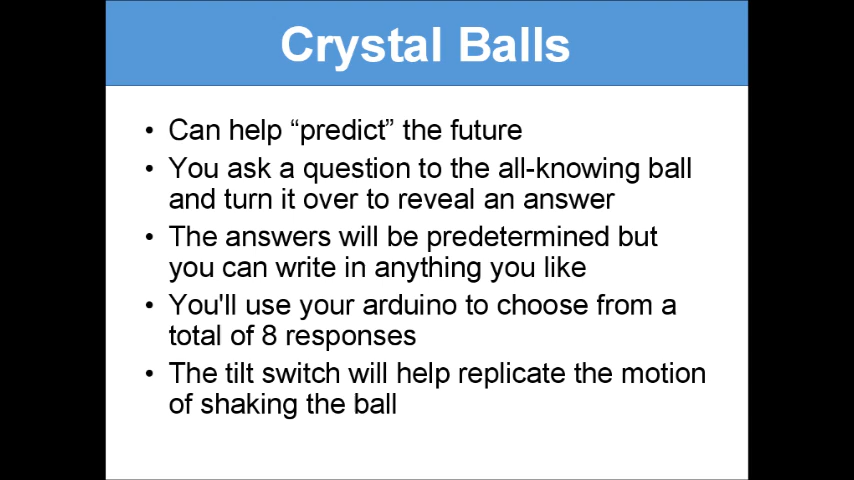 Crystal Balls
• Can help “predict” the future
• You ask a question to the all-knowing ball
and turn it over to reveal an answer
• The answers will be predetermined but
you can write in anything you like
• You'll use your arduino to choose from a
total of 8 responses
• The tilt switch will help replicate the motion
of shaking the ball